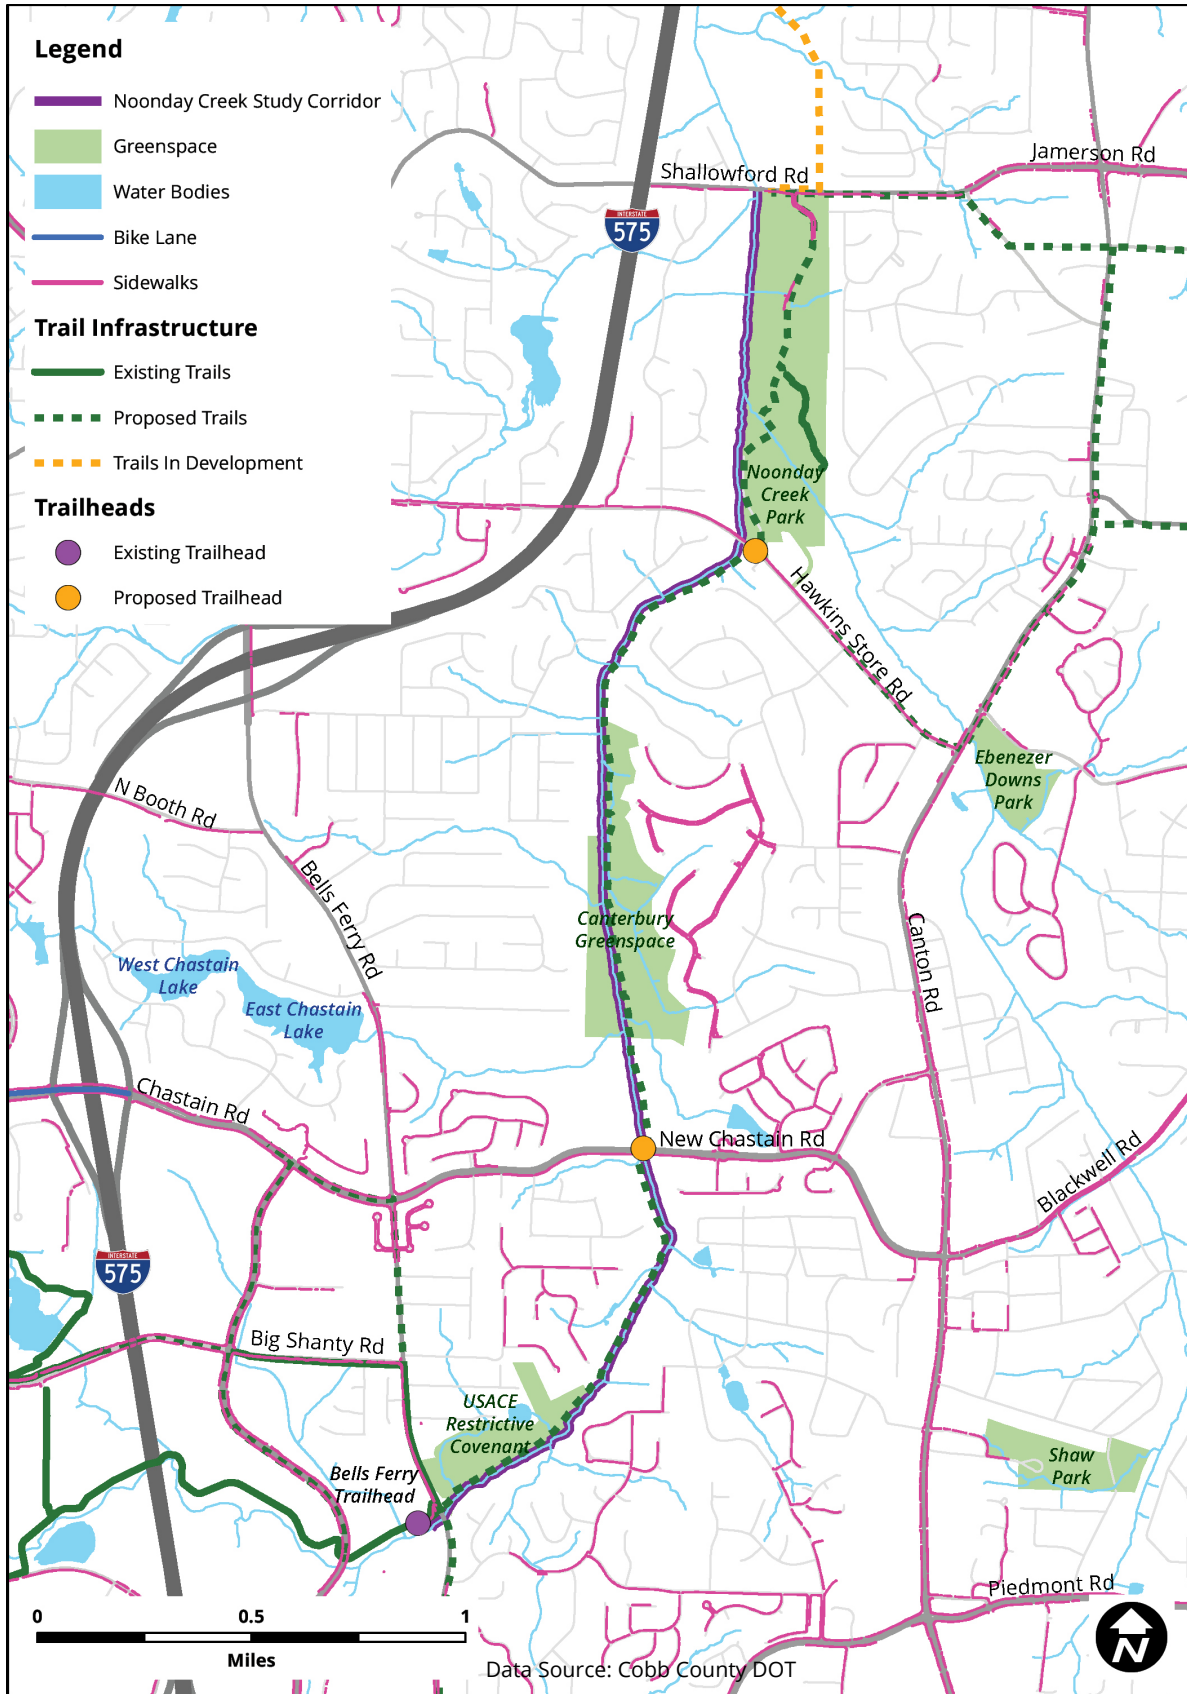 Legend
Noonday Creek Study Corridor
Greenspace
Water Bodies
Bike Lane
Sidewalks
Trail Infrastructure
Existing Trails
Proposed Trails
Trails In Development
Trailheads
Existing Trailhead
Proposed Trailhead
Shallowford Rd
Jamerson Rd
INTERSTATE
575
Noonday
Creek
Park
Hawkins Store Rd
Ebenezer
Downs
Park
N Booth Rd
Bells Ferry Rd
Canterbury
Greenspace
Canton Rd
West Chastain
Lake
East Chastain
Lake
Chastain Rd
New Chastain Rd
Blackwell Rd
INTERSTATE
575
Big Shanty Rd
USACE
Restrictive
Covenant
Bells Ferry
Trailhead
Shaw
Park
Piedmont Rd
0 0.5 1
Miles
Data Source: Cobb County DOT
N